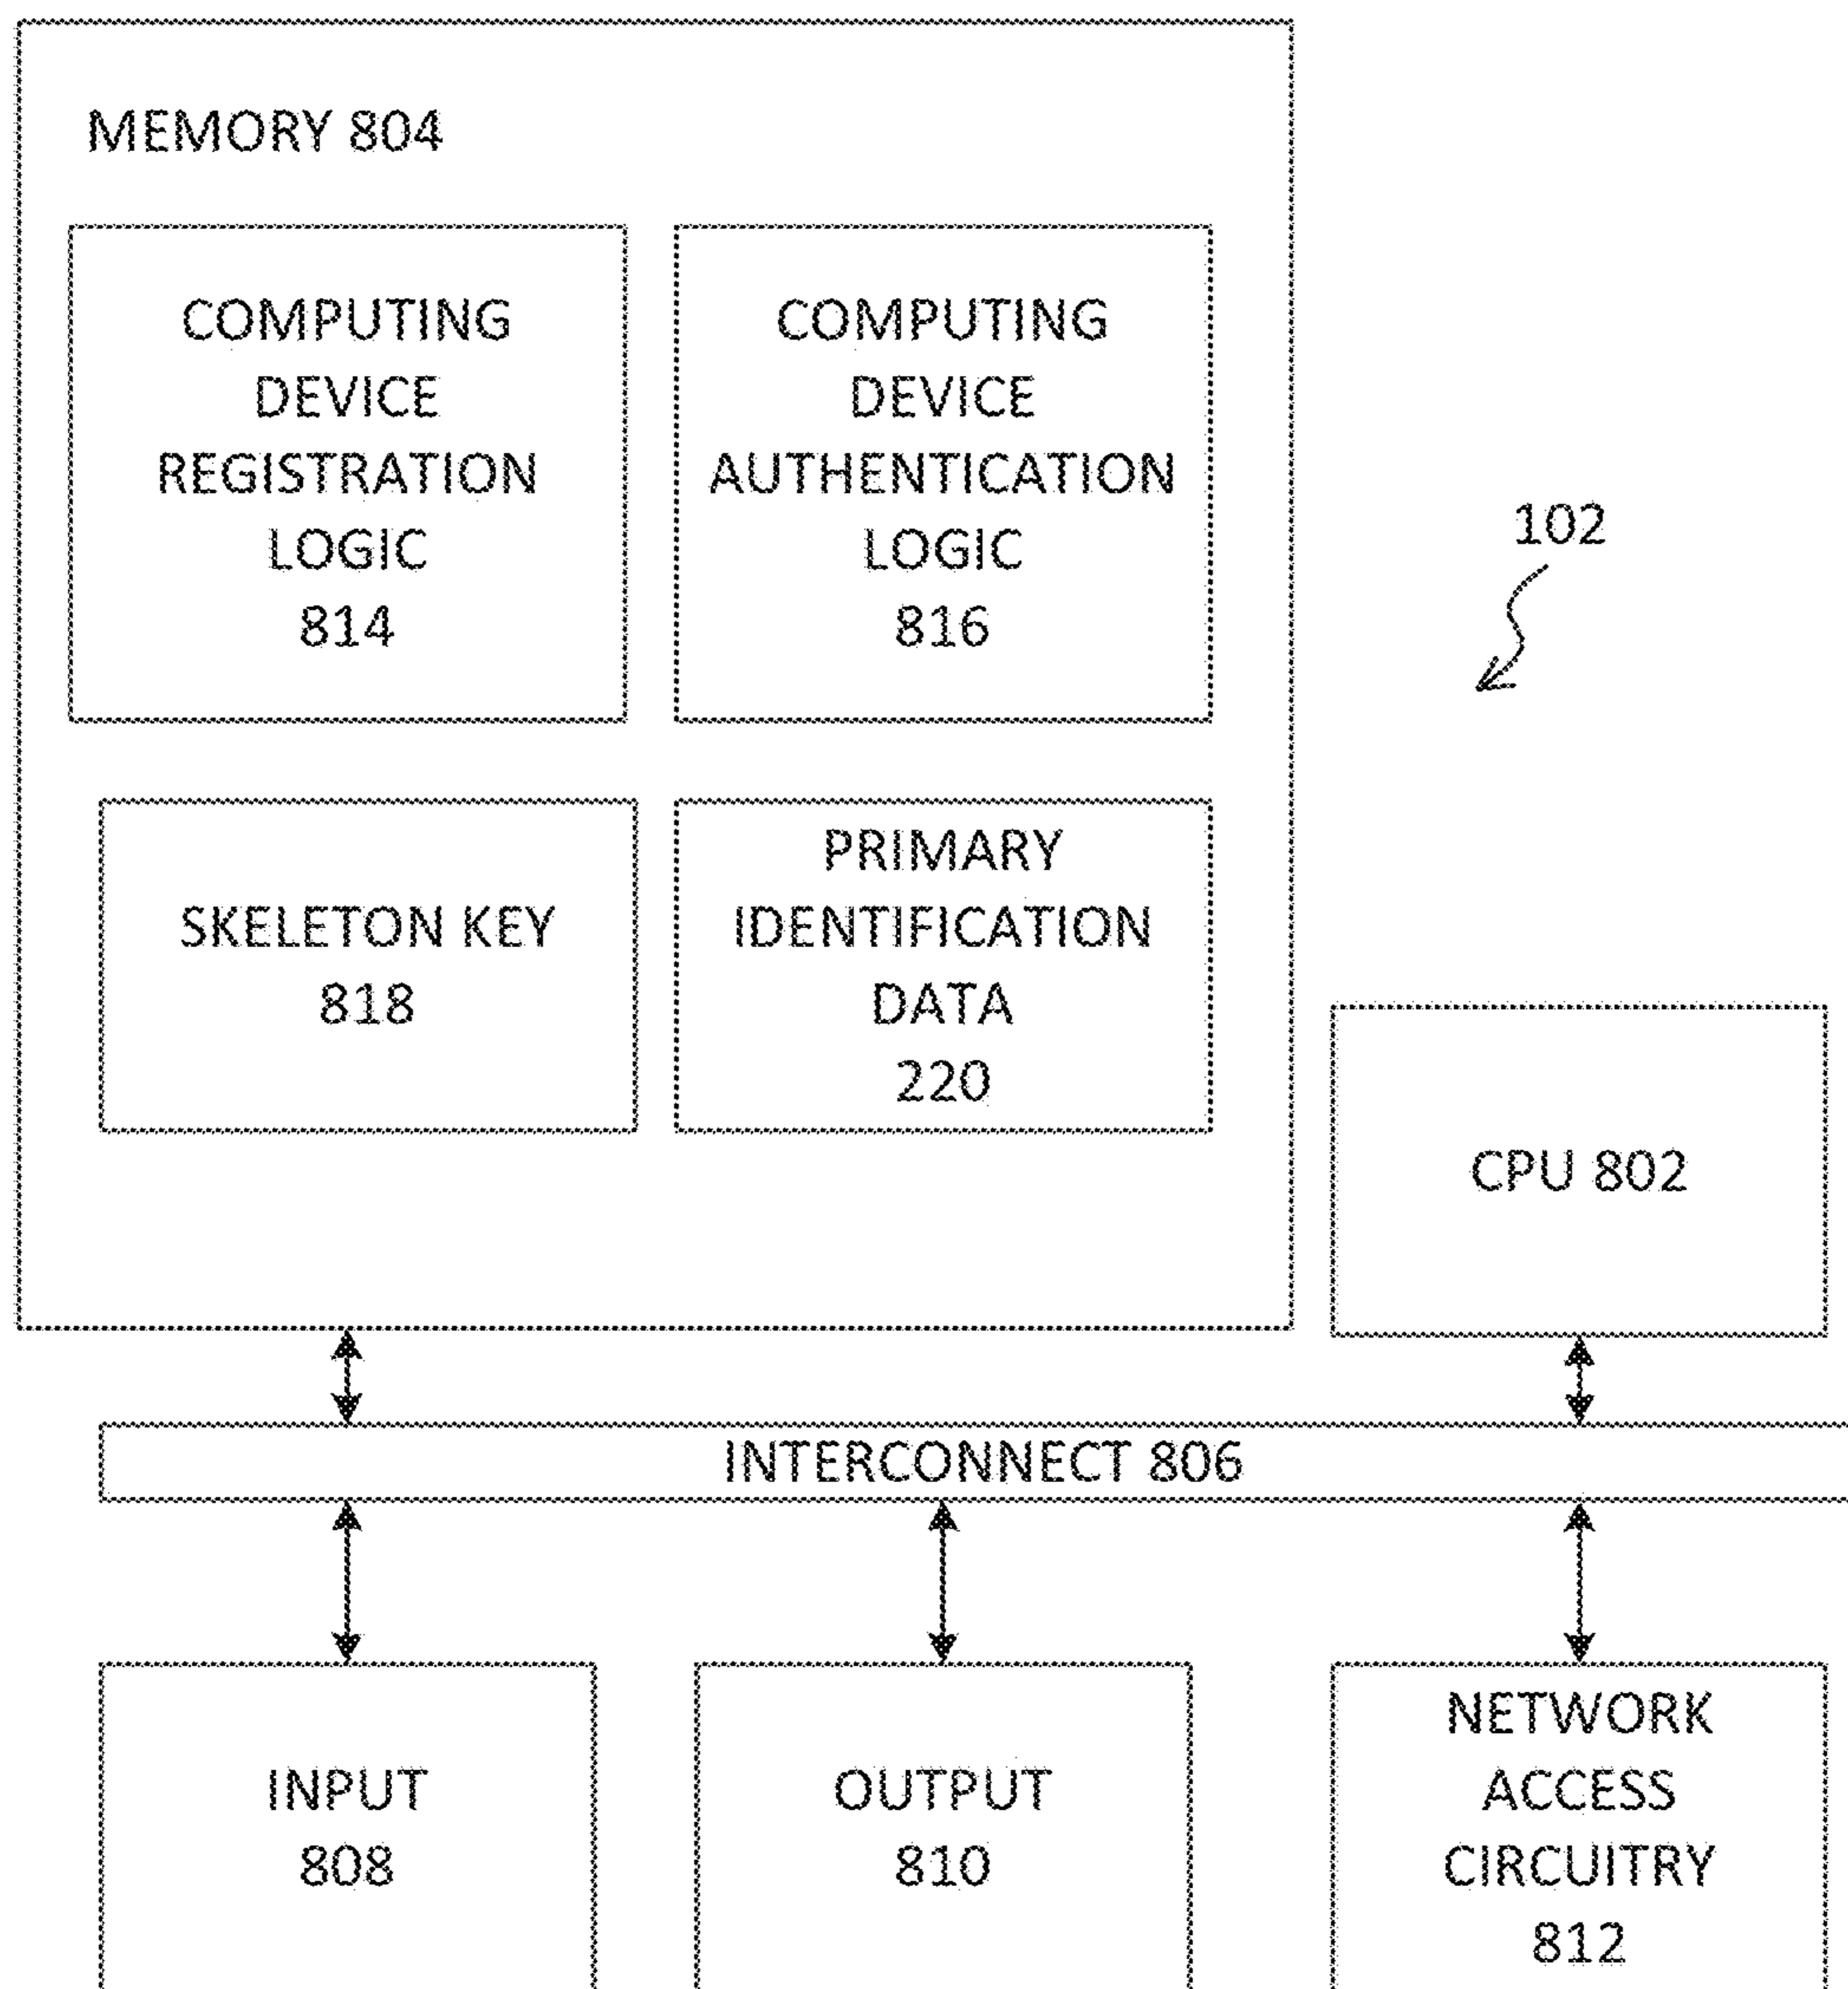 MEMORY 804
COMPUTING
DEVICE
REGISTRATION
LOGIC
814
COMPUTING
DEVICE
AUTHENTICATION
LOGIC
816
102
SKELETON KEY
818
PRIMARY
IDENTIFICATION
DATA
220
CPU 802
INTERCONNECT 806
INPUT
808
OUTPUT
810
NETWORK
ACCESS
CIRCUITRY
812